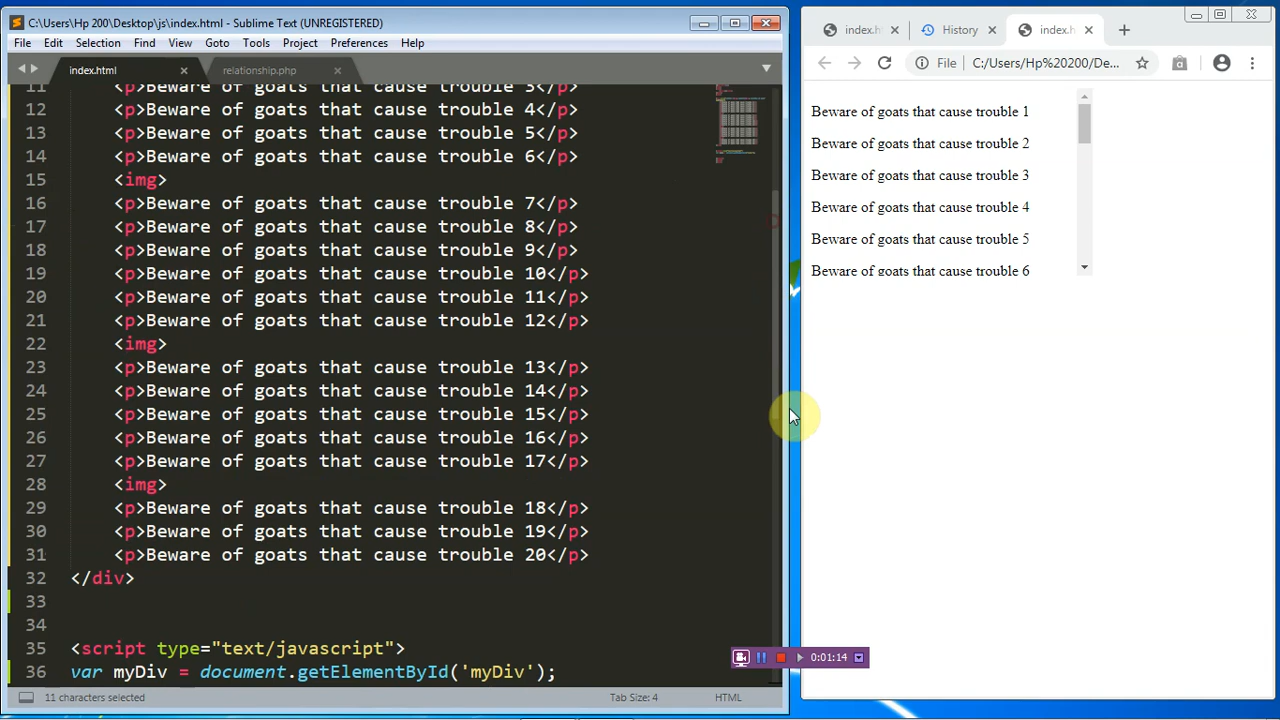 C:\Users\Hp 200\Desktop\js\index.html - Sublime Text (UNREGISTERED)
File Edit Selection Find View Goto Tools Project Preferences Help
index.html relationship.php
11 <p>Beware of goats that cause trouble 3</p>
12 <p>Beware of goats that cause trouble 4</p>
13 <p>Beware of goats that cause trouble 5</p>
14 <p>Beware of goats that cause trouble 6</p>
15 <img>
16 <p>Beware of goats that cause trouble 7</p>
17 <p>Beware of goats that cause trouble 8</p>
18 <p>Beware of goats that cause trouble 9</p>
19 <p>Beware of goats that cause trouble 10</p>
20 <p>Beware of goats that cause trouble 11</p>
21 <p>Beware of goats that cause trouble 12</p>
22 <img>
23 <p>Beware of goats that cause trouble 13</p>
24 <p>Beware of goats that cause trouble 14</p>
25 <p>Beware of goats that cause trouble 15</p>
26 <p>Beware of goats that cause trouble 16</p>
27 <p>Beware of goats that cause trouble 17</p>
28 <img>
29 <p>Beware of goats that cause trouble 18</p>
30 <p>Beware of goats that cause trouble 19</p>
31 <p>Beware of goats that cause trouble 20</p>
32 </div>
33
34
35 <script type="text/javascript">
36 var myDiv = document.getElementById('myDiv');
11 characters selected Tab Size: 4 HTML
index.h History index.h
File C:/Users/Hp%20200/De...
Beware of goats that cause trouble 1
Beware of goats that cause trouble 2
Beware of goats that cause trouble 3
Beware of goats that cause trouble 4
Beware of goats that cause trouble 5
Beware of goats that cause trouble 6
0:01:14